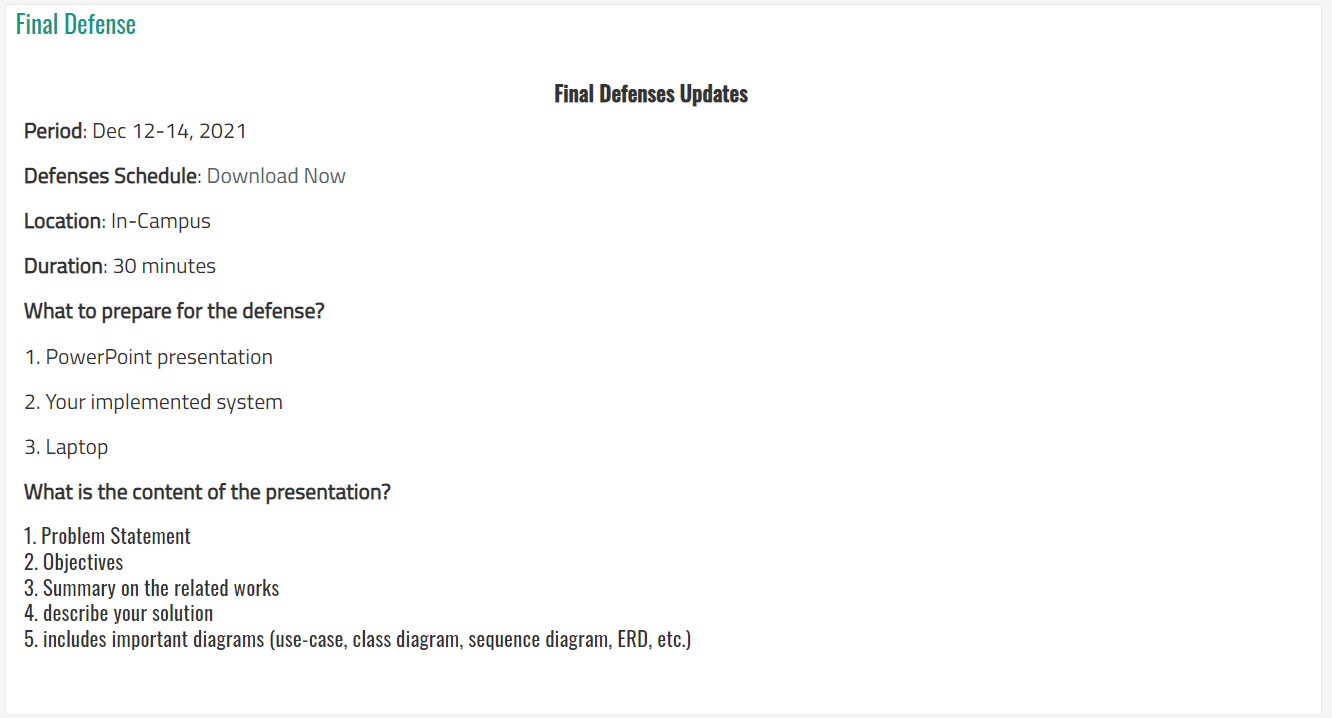 Final Defense
Final Defenses Updates
Period: Dec 12-14, 2021
Defenses Schedule: Download Now
Location: In-Campus
Duration: 30 minutes
What to prepare for the defense?
1. PowerPoint presentation
2. Your implemented system
3. Laptop
What is the content of the presentation?
1. Problem Statement
2. Objectives
3. Summary on the related works
4. describe your solution
5. includes important diagrams (use-case, class diagram, sequence diagram, ERD, etc.)